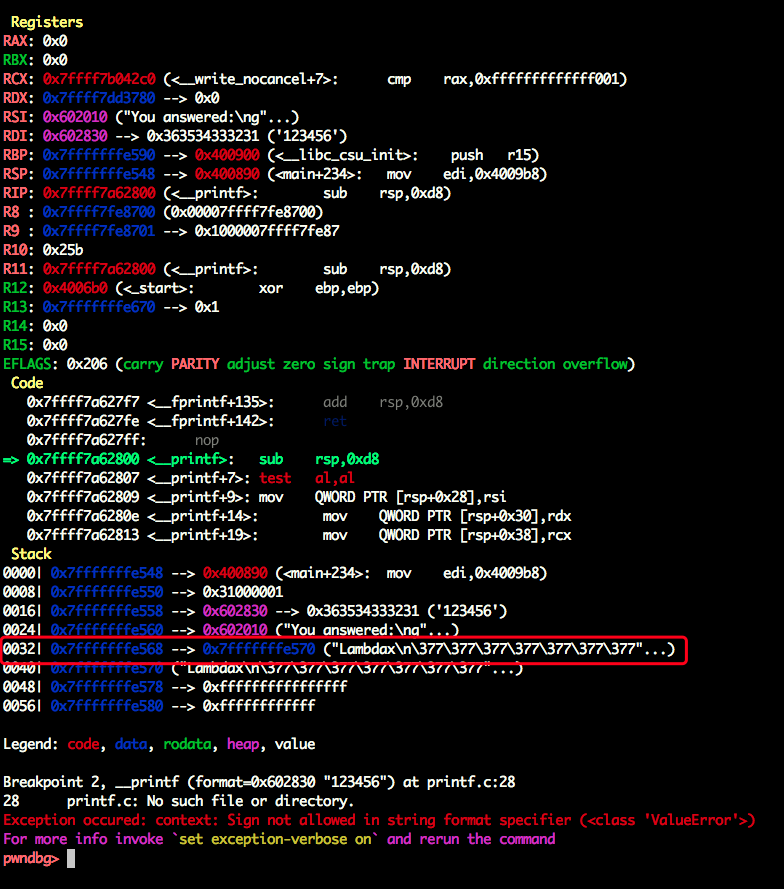 Registers
RAX: 0x0
RBX: 0x0
RCX: 0x7ffff7b042c0 (<__write_nocancel+7>: cmp rax,0xfffffffffffff001)
RDX: 0x7ffff7dd3780 --> 0x0
RSI: 0x602010 ("You answered:\ng"...)
RDI: 0x602830 --> 0x363534333231 ('123456')
RBP: 0x7fffffffe590 --> 0x400900 (<__libc_csu_init>: push r15)
RSP: 0x7fffffffe548 --> 0x400890 (<main+234>: mov edi,0x4009b8)
RIP: 0x7ffff7a62800 (<__printf>: sub rsp,0xd8)
R8 : 0x7ffff7fe8700 (0x00007ffff7fe8700)
R9 : 0x7ffff7fe8701 --> 0x1000007ffff7fe87
R10: 0x25b
R11: 0x7ffff7a62800 (<__printf>: sub rsp,0xd8)
R12: 0x4006b0 (<_start>: xor ebp,ebp)
R13: 0x7fffffffe670 --> 0x1
R14: 0x0
R15: 0x0
EFLAGS: 0x206 (carry PARITY adjust zero sign trap INTERRUPT direction overflow)
Code
0x7ffff7a627f7 <__fprintf+135>: add rsp,0xd8
0x7ffff7a627fe <__fprintf+142>: ret
0x7ffff7a627ff: nop
=> 0x7ffff7a62800 <__printf>: sub rsp,0xd8
0x7ffff7a62807 <__printf+7>: test al,al
0x7ffff7a62809 <__printf+9>: mov QWORD PTR [rsp+0x28],rsi
0x7ffff7a6280e <__printf+14>: mov QWORD PTR [rsp+0x30],rdx
0x7ffff7a62813 <__printf+19>: mov QWORD PTR [rsp+0x38],rcx
Stack
0000| 0x7fffffffe548 --> 0x400890 (<main+234>: mov edi,0x4009b8)
0008| 0x7fffffffe550 --> 0x31000001
0016| 0x7fffffffe558 --> 0x602830 --> 0x363534333231 ('123456')
0024| 0x7fffffffe560 --> 0x602010 ("You answered:\ng"...)
0032| 0x7fffffffe568 --> 0x7fffffffe570 ("Lambdax\n\377\377\377\377\377\377\377"...)
0040| 0x7fffffffe570 ("Lambdax\n\377\377\377\377\377\377\377"...)
0048| 0x7fffffffe578 --> 0xffffffffffffffff
0056| 0x7fffffffe580 --> 0xffffffffffff
Legend: code, data, rodata, heap, value
Breakpoint 2, __printf (format=0x602830 "123456") at printf.c:28
28 printf.c: No such file or directory.
Exception occured: context: Sign not allowed in string format specifier (<class 'ValueError'>)
For more info invoke `set exception-verbose on` and rerun the command
pwndbg>